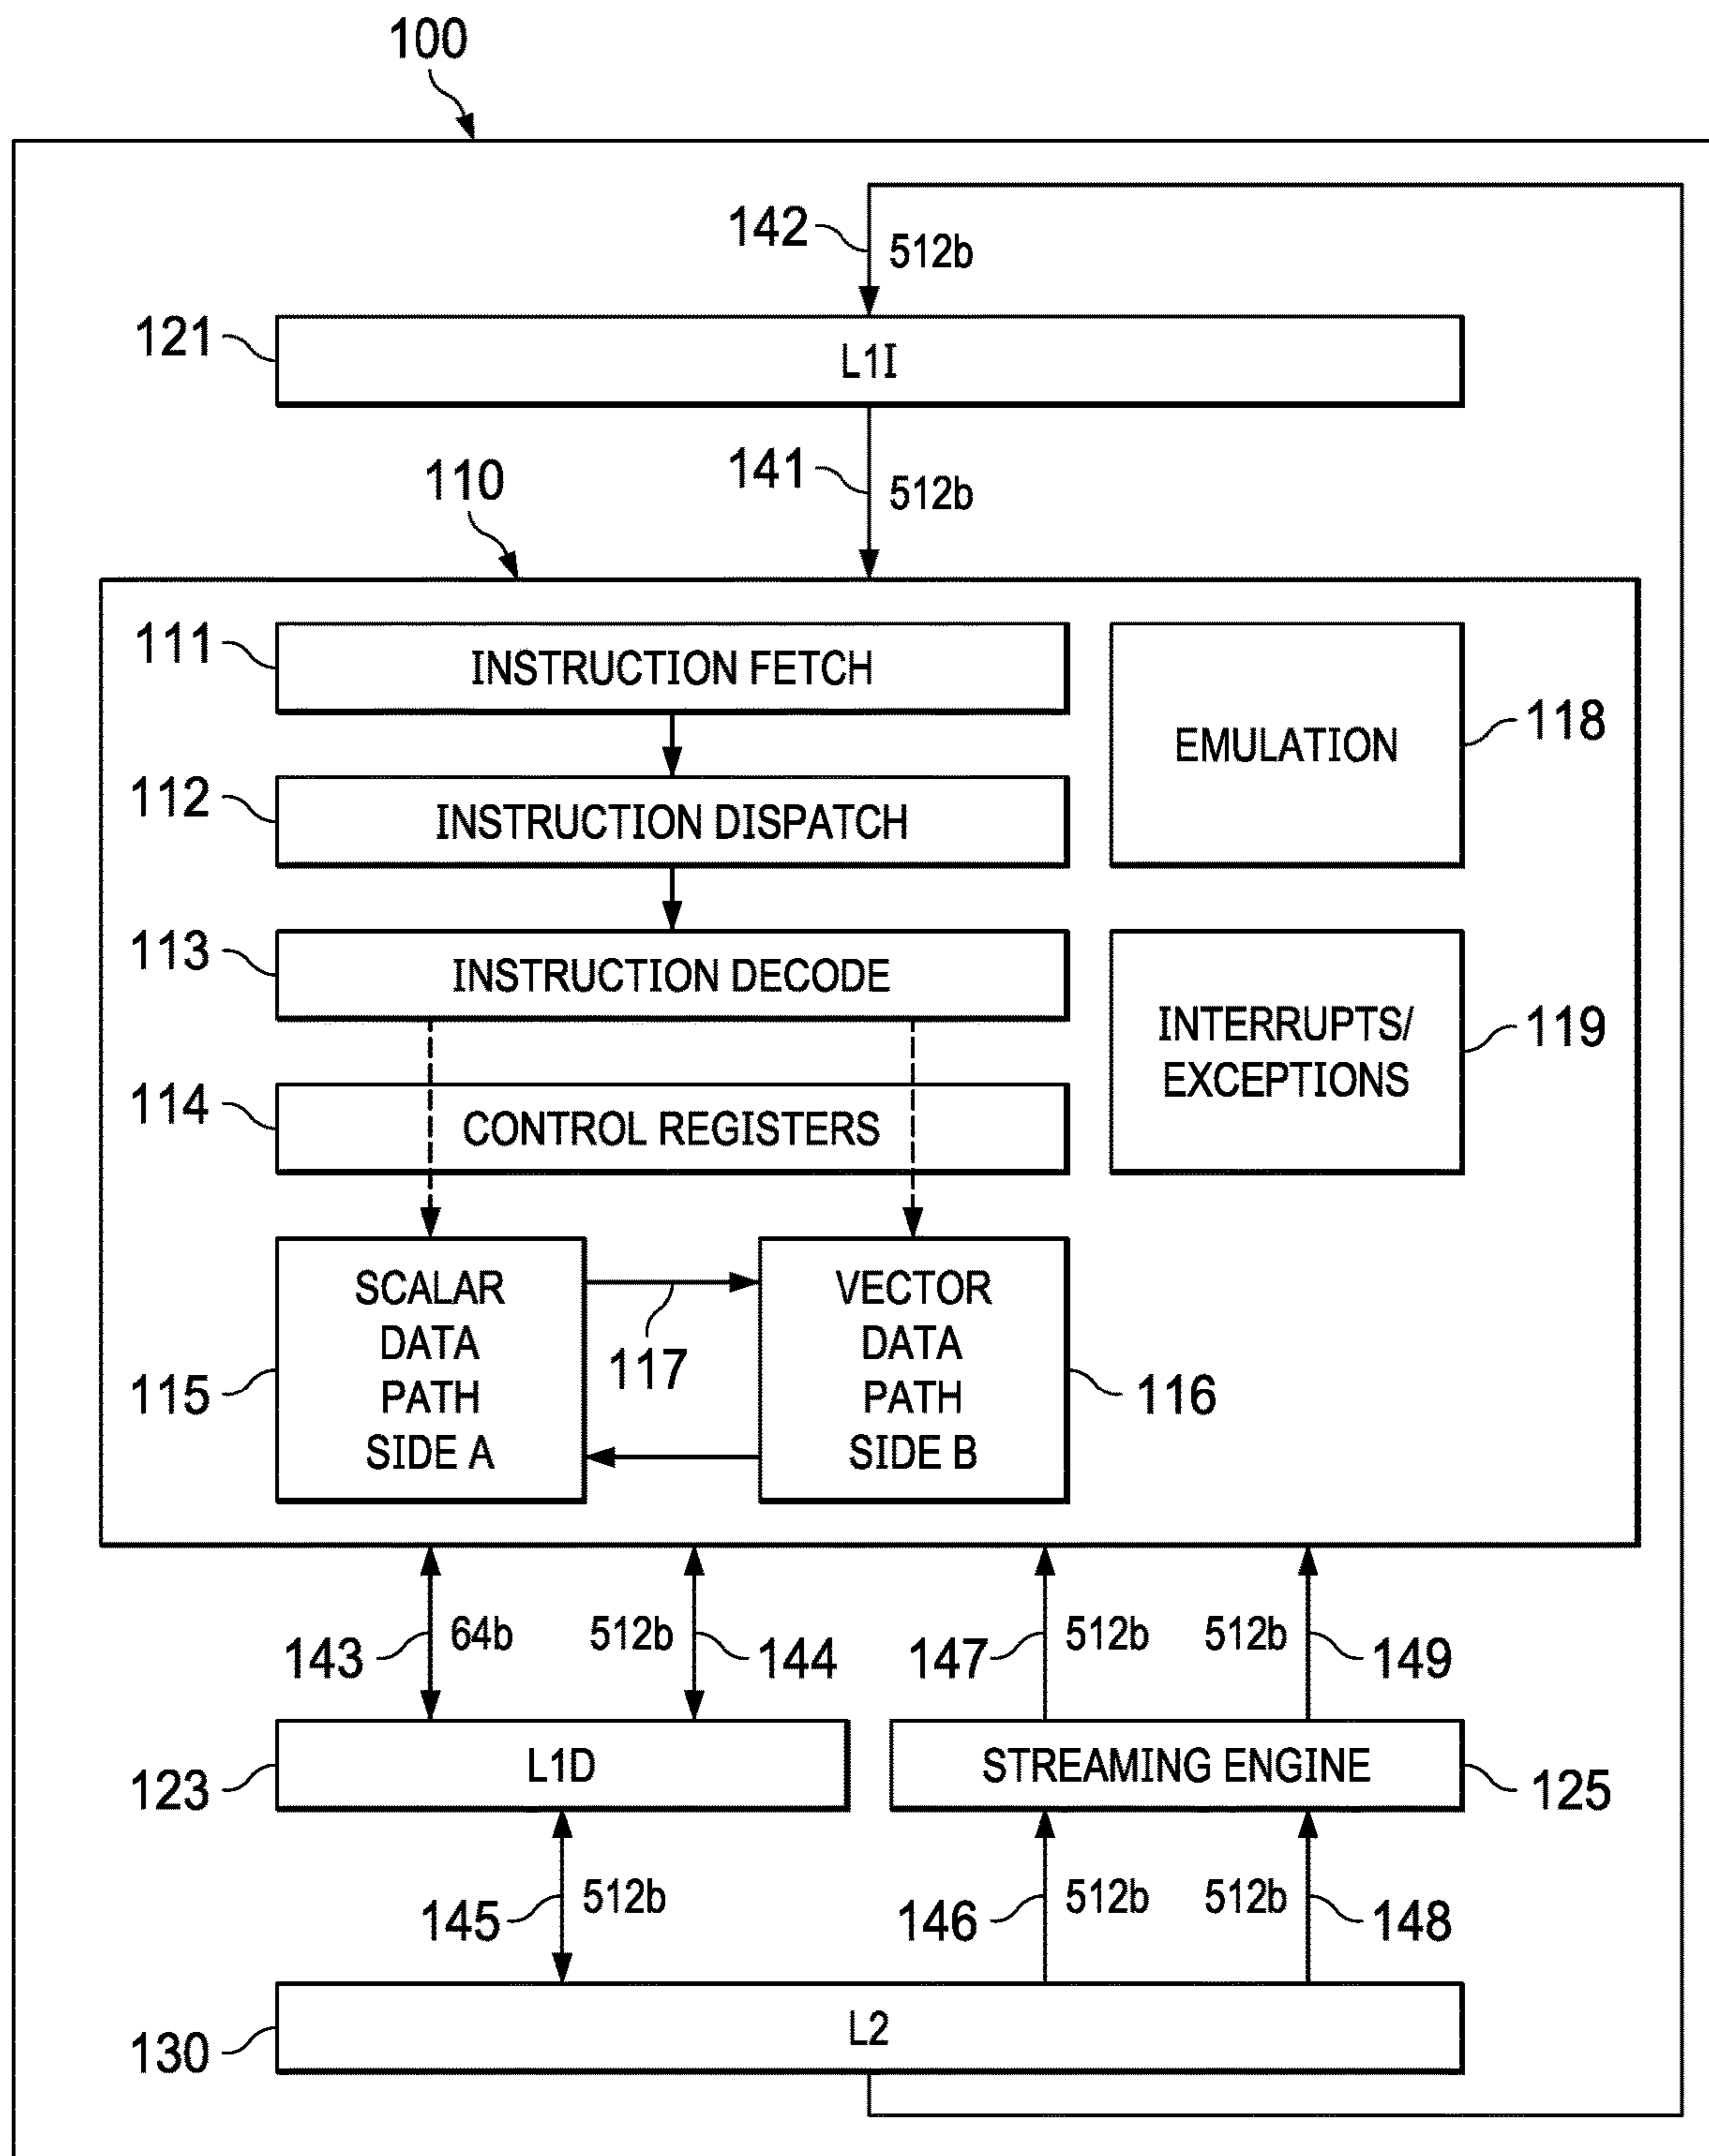 100
142
512b
121
L1I
141
512b
110
111
INSTRUCTION FETCH
118
EMULATION
112
INSTRUCTION DISPATCH
113
INSTRUCTION DECODE
119
INTERRUPTS/
EXCEPTIONS
114
CONTROL REGISTERS
115
SCALAR
DATA
PATH
SIDE A
117
VECTOR
DATA
PATH
SIDE B
116
143
64b
512b
144
147
512b
512b
149
123
L1D
STREAMING ENGINE
125
145
512b
146
512b
512b
148
130
L2